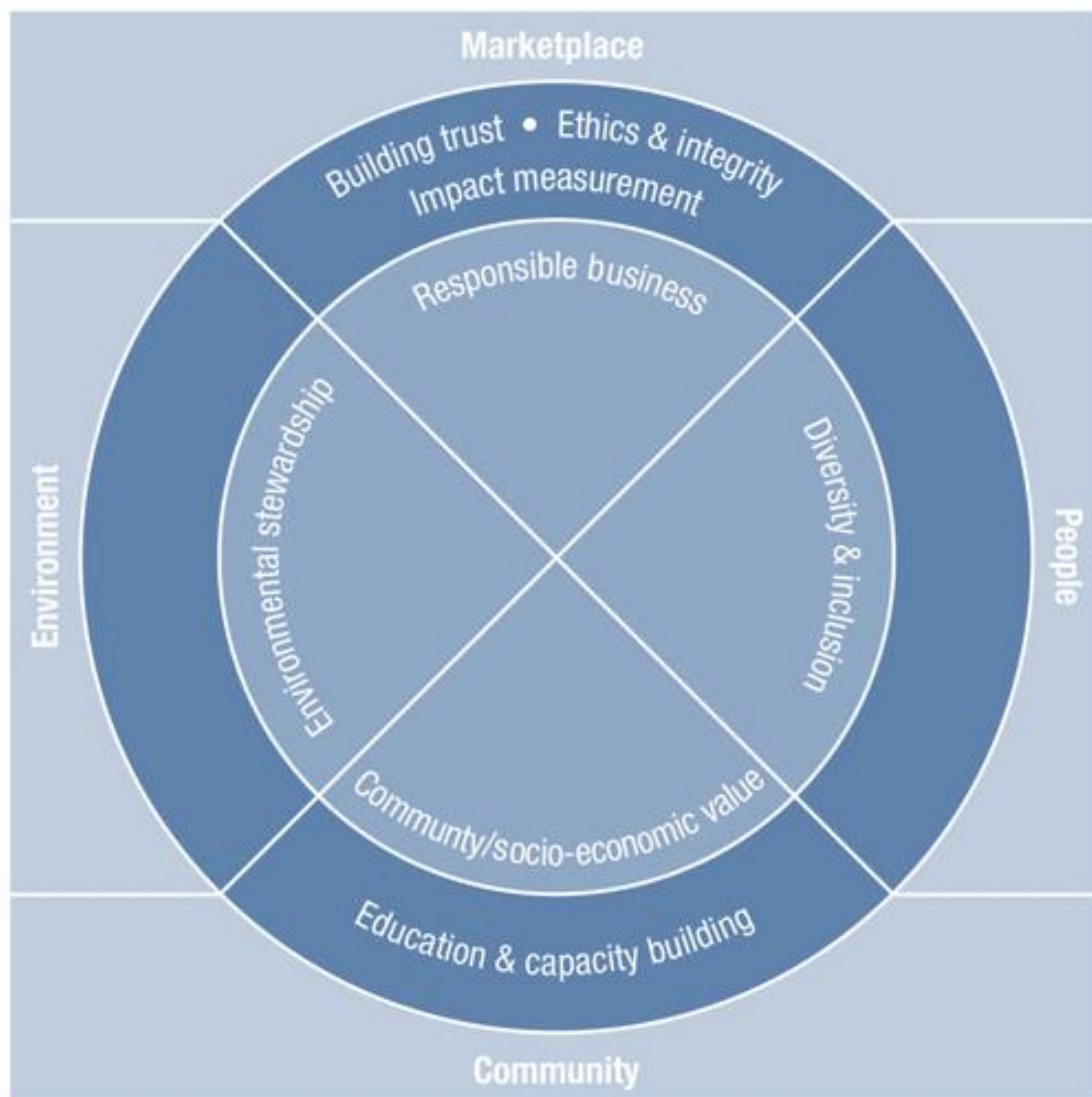 Marketplace
Building trust • Ethics & integrity
Impact measurement
Responsible business
Environment
Environmental stewardship
Diversity & inclusion
People
Communty/socio-economic value
Education & capacity building
Community